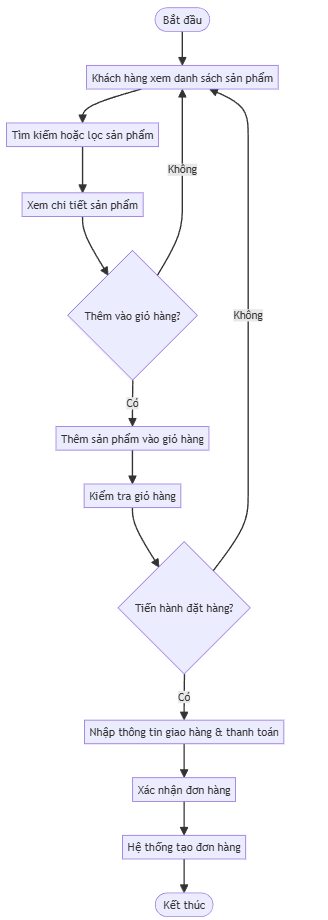 Bắt đầu
Khách hàng xem danh sách sản phẩm
Tìm kiếm hoặc lọc sản phẩm
Không
Xem chi tiết sản phẩm
Thêm vào giỏ hàng?
Không
Có
Thêm sản phẩm vào giỏ hàng
Kiểm tra giỏ hàng
Tiến hành đặt hàng?
Có
Nhập thông tin giao hàng & thanh toán
Xác nhận đơn hàng
Hệ thống tạo đơn hàng
Kết thúc